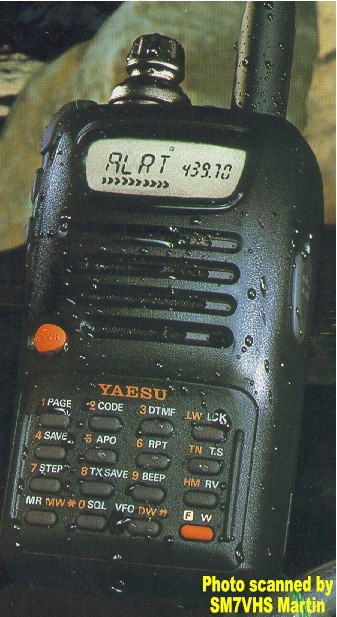 ALRT 439.70
YAESU
1 PAGE 2 CODE 3 DTMF LW LCK
4 SAVE 5 APO 6 RPT TN T.S
7 STEP 8 TX SAVE 9 BEEP HM RV
MR MW * 0 SQL VFO DW # F W
Photo scanned by
SM7VHS Martin